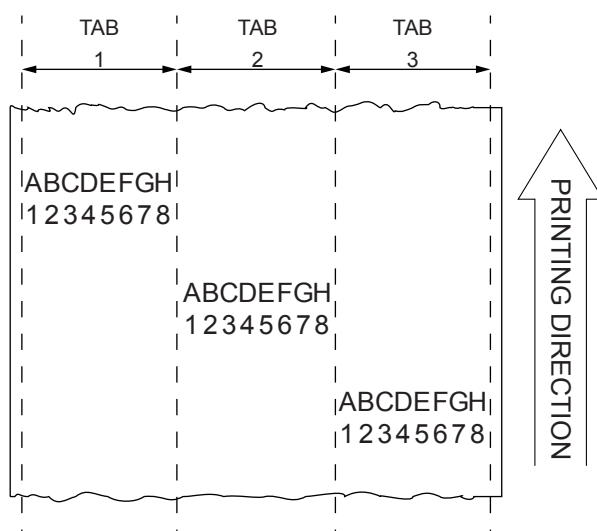 TAB
1
TAB
2
TAB
3
ABCDEFGH
12345678
ABCDEFGH
12345678
ABCDEFGH
12345678
PRINTING DIRECTION